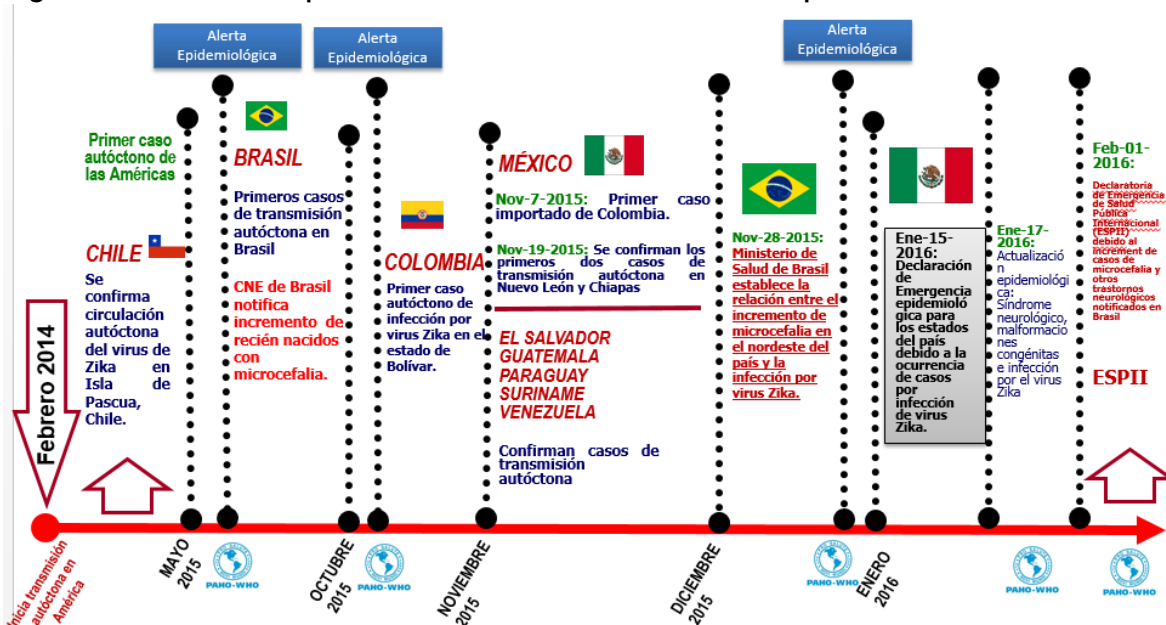 Alerta
Epidemiológica
Alerta
Epidemiológica
Alerta
Epidemiológica
Primer caso
autóctono de
las Américas
CHILE
Se
confirma
circulación
autóctona
del virus de
Zika en
Isla de
Pascua,
Chile.
Febrero 2014
BRASIL
Primeros casos
de transmisión
autóctona en
Brasil
CNE de Brasil
notifica
incremento de
recién nacidos
con
microcefalia.
COLOMBIA
Primer caso
autóctono de
infección por
virus Zika en el
estado de
Bolívar.
MÉXICO
Nov-7-2015: Primer caso
importado de Colombia.
Nov-19-2015: Se confirman los
primeros dos casos de
transmisión autóctona en
Nuevo León y Chiapas
EL SALVADOR
GUATEMALA
PARAGUAY
SURINAME
VENEZUELA
Confirman casos de
transmisión
autóctona
Nov-28-2015:
Ministerio de
Salud de Brasil
establece la
relación entre el
incremento de
microcefalia en
el nordeste del
país y la
infección por
virus Zika.
Ene-15-
2016:
Declaración
de
Emergencia
epidemioló
gica para
los estados
del país
debido a la
ocurrencia
de casos
por
infección
de virus
Zika.
Ene-17-
2016:
Actualizació
n
epidemiológ
ica:
Síndrome
neurológico,
malformacio
nes
congénitas
e infección
por el virus
Zika
Feb-01-
2016:
Declaratoria
de Emergencia
de Salud
Pública
Internacional
(ESPII)
debido al
increment de
casos de
microcefalia y
otros
trastornos
neurológicos
notificados en
Brasil
ESPII
Inicia transmisión
autóctona en
América
MAYO
2015
PAHO-WHO
OCTUBRE
2015
PAHO-WHO
NOVIEMBRE
2015
DICIEMBRE
2015
PAHO-WHO
ENERO
2016
PAHO-WHO
PAHO-WHO